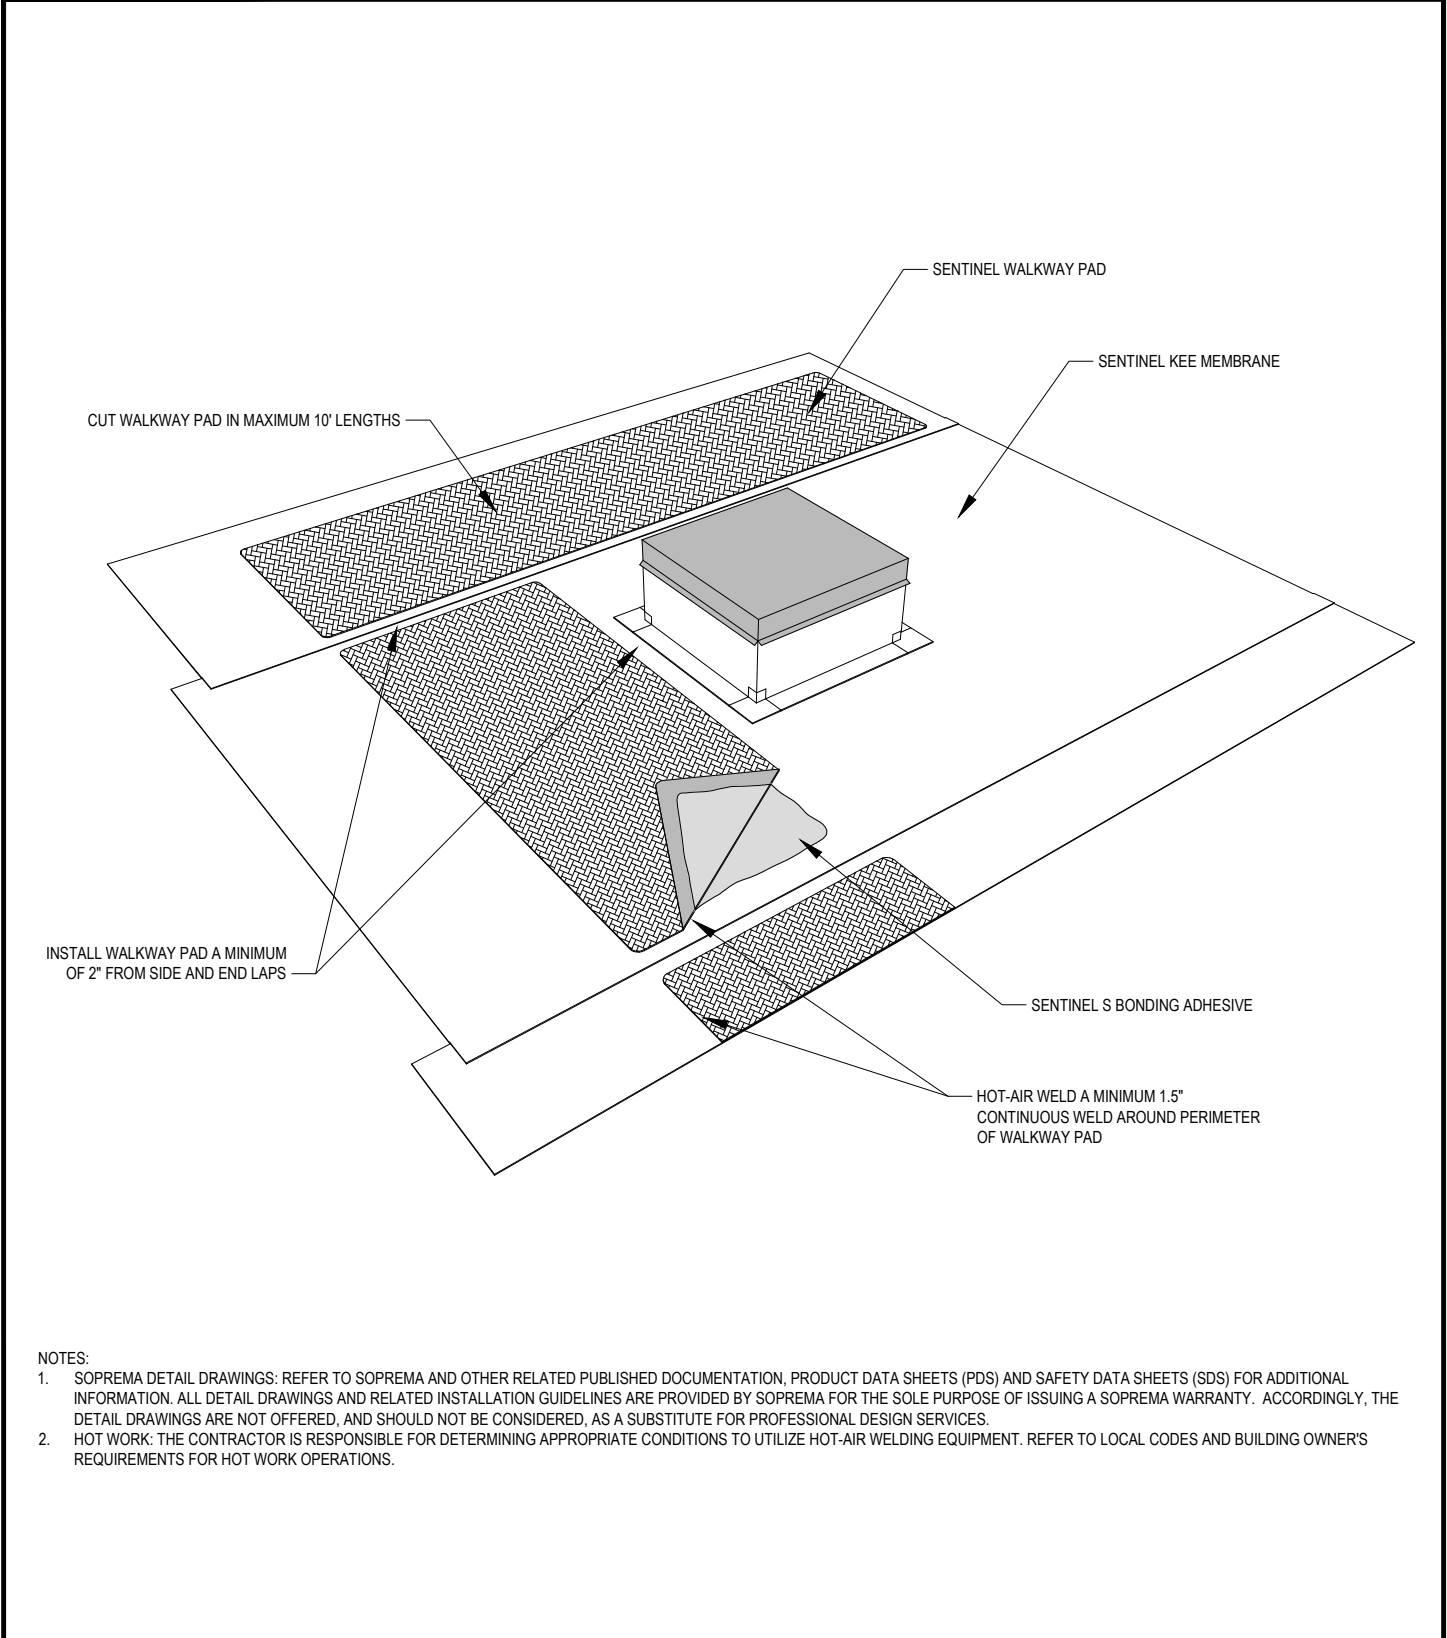 SENTINEL WALKWAY PAD
SENTINEL KEE MEMBRANE
CUT WALKWAY PAD IN MAXIMUM 10' LENGTHS
INSTALL WALKWAY PAD A MINIMUM
OF 2" FROM SIDE AND END LAPS
SENTINEL S BONDING ADHESIVE
HOT-AIR WELD A MINIMUM 1.5"
CONTINUOUS WELD AROUND PERIMETER
OF WALKWAY PAD
NOTES:
1. SOPREMA DETAIL DRAWINGS: REFER TO SOPREMA AND OTHER RELATED PUBLISHED DOCUMENTATION, PRODUCT DATA SHEETS (PDS) AND SAFETY DATA SHEETS (SDS) FOR ADDITIONAL
INFORMATION. ALL DETAIL DRAWINGS AND RELATED INSTALLATION GUIDELINES ARE PROVIDED BY SOPREMA FOR THE SOLE PURPOSE OF ISSUING A SOPREMA WARRANTY. ACCORDINGLY, THE
DETAIL DRAWINGS ARE NOT OFFERED, AND SHOULD NOT BE CONSIDERED, AS A SUBSTITUTE FOR PROFESSIONAL DESIGN SERVICES.
2. HOT WORK: THE CONTRACTOR IS RESPONSIBLE FOR DETERMINING APPROPRIATE CONDITIONS TO UTILIZE HOT-AIR WELDING EQUIPMENT. REFER TO LOCAL CODES AND BUILDING OWNER'S
REQUIREMENTS FOR HOT WORK OPERATIONS.